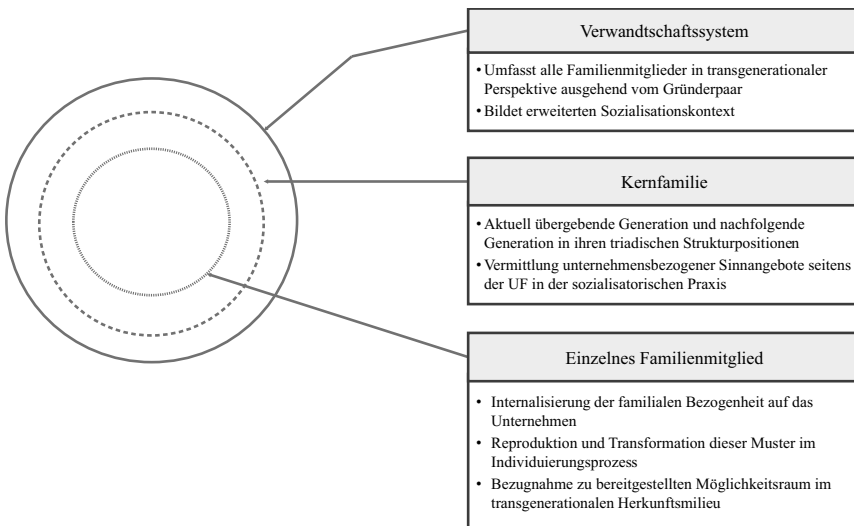 Verwandtschaftssystem
• Umfasst alle Familienmitglieder in transgenerationaler
Perspektive ausgehend vom Gründerpaar
• Bildet erweiterten Sozialisationskontext
Kernfamilie
• Aktuell übergebende Generation und nachfolgende
Generation in ihren triadischen Strukturpositionen
• Vermittlung unternehmensbezogener Sinnangebote seitens
der UF in der sozialisatorischen Praxis
Einzelnes Familienmitglied
• Internalisierung der familialen Bezogenheit auf das
Unternehmen
• Reproduktion und Transformation dieser Muster im
Individuierungsprozess
• Bezugnahme zu bereitgestellten Möglichkeitsraum im
transgenerationalen Herkunftsmilieu